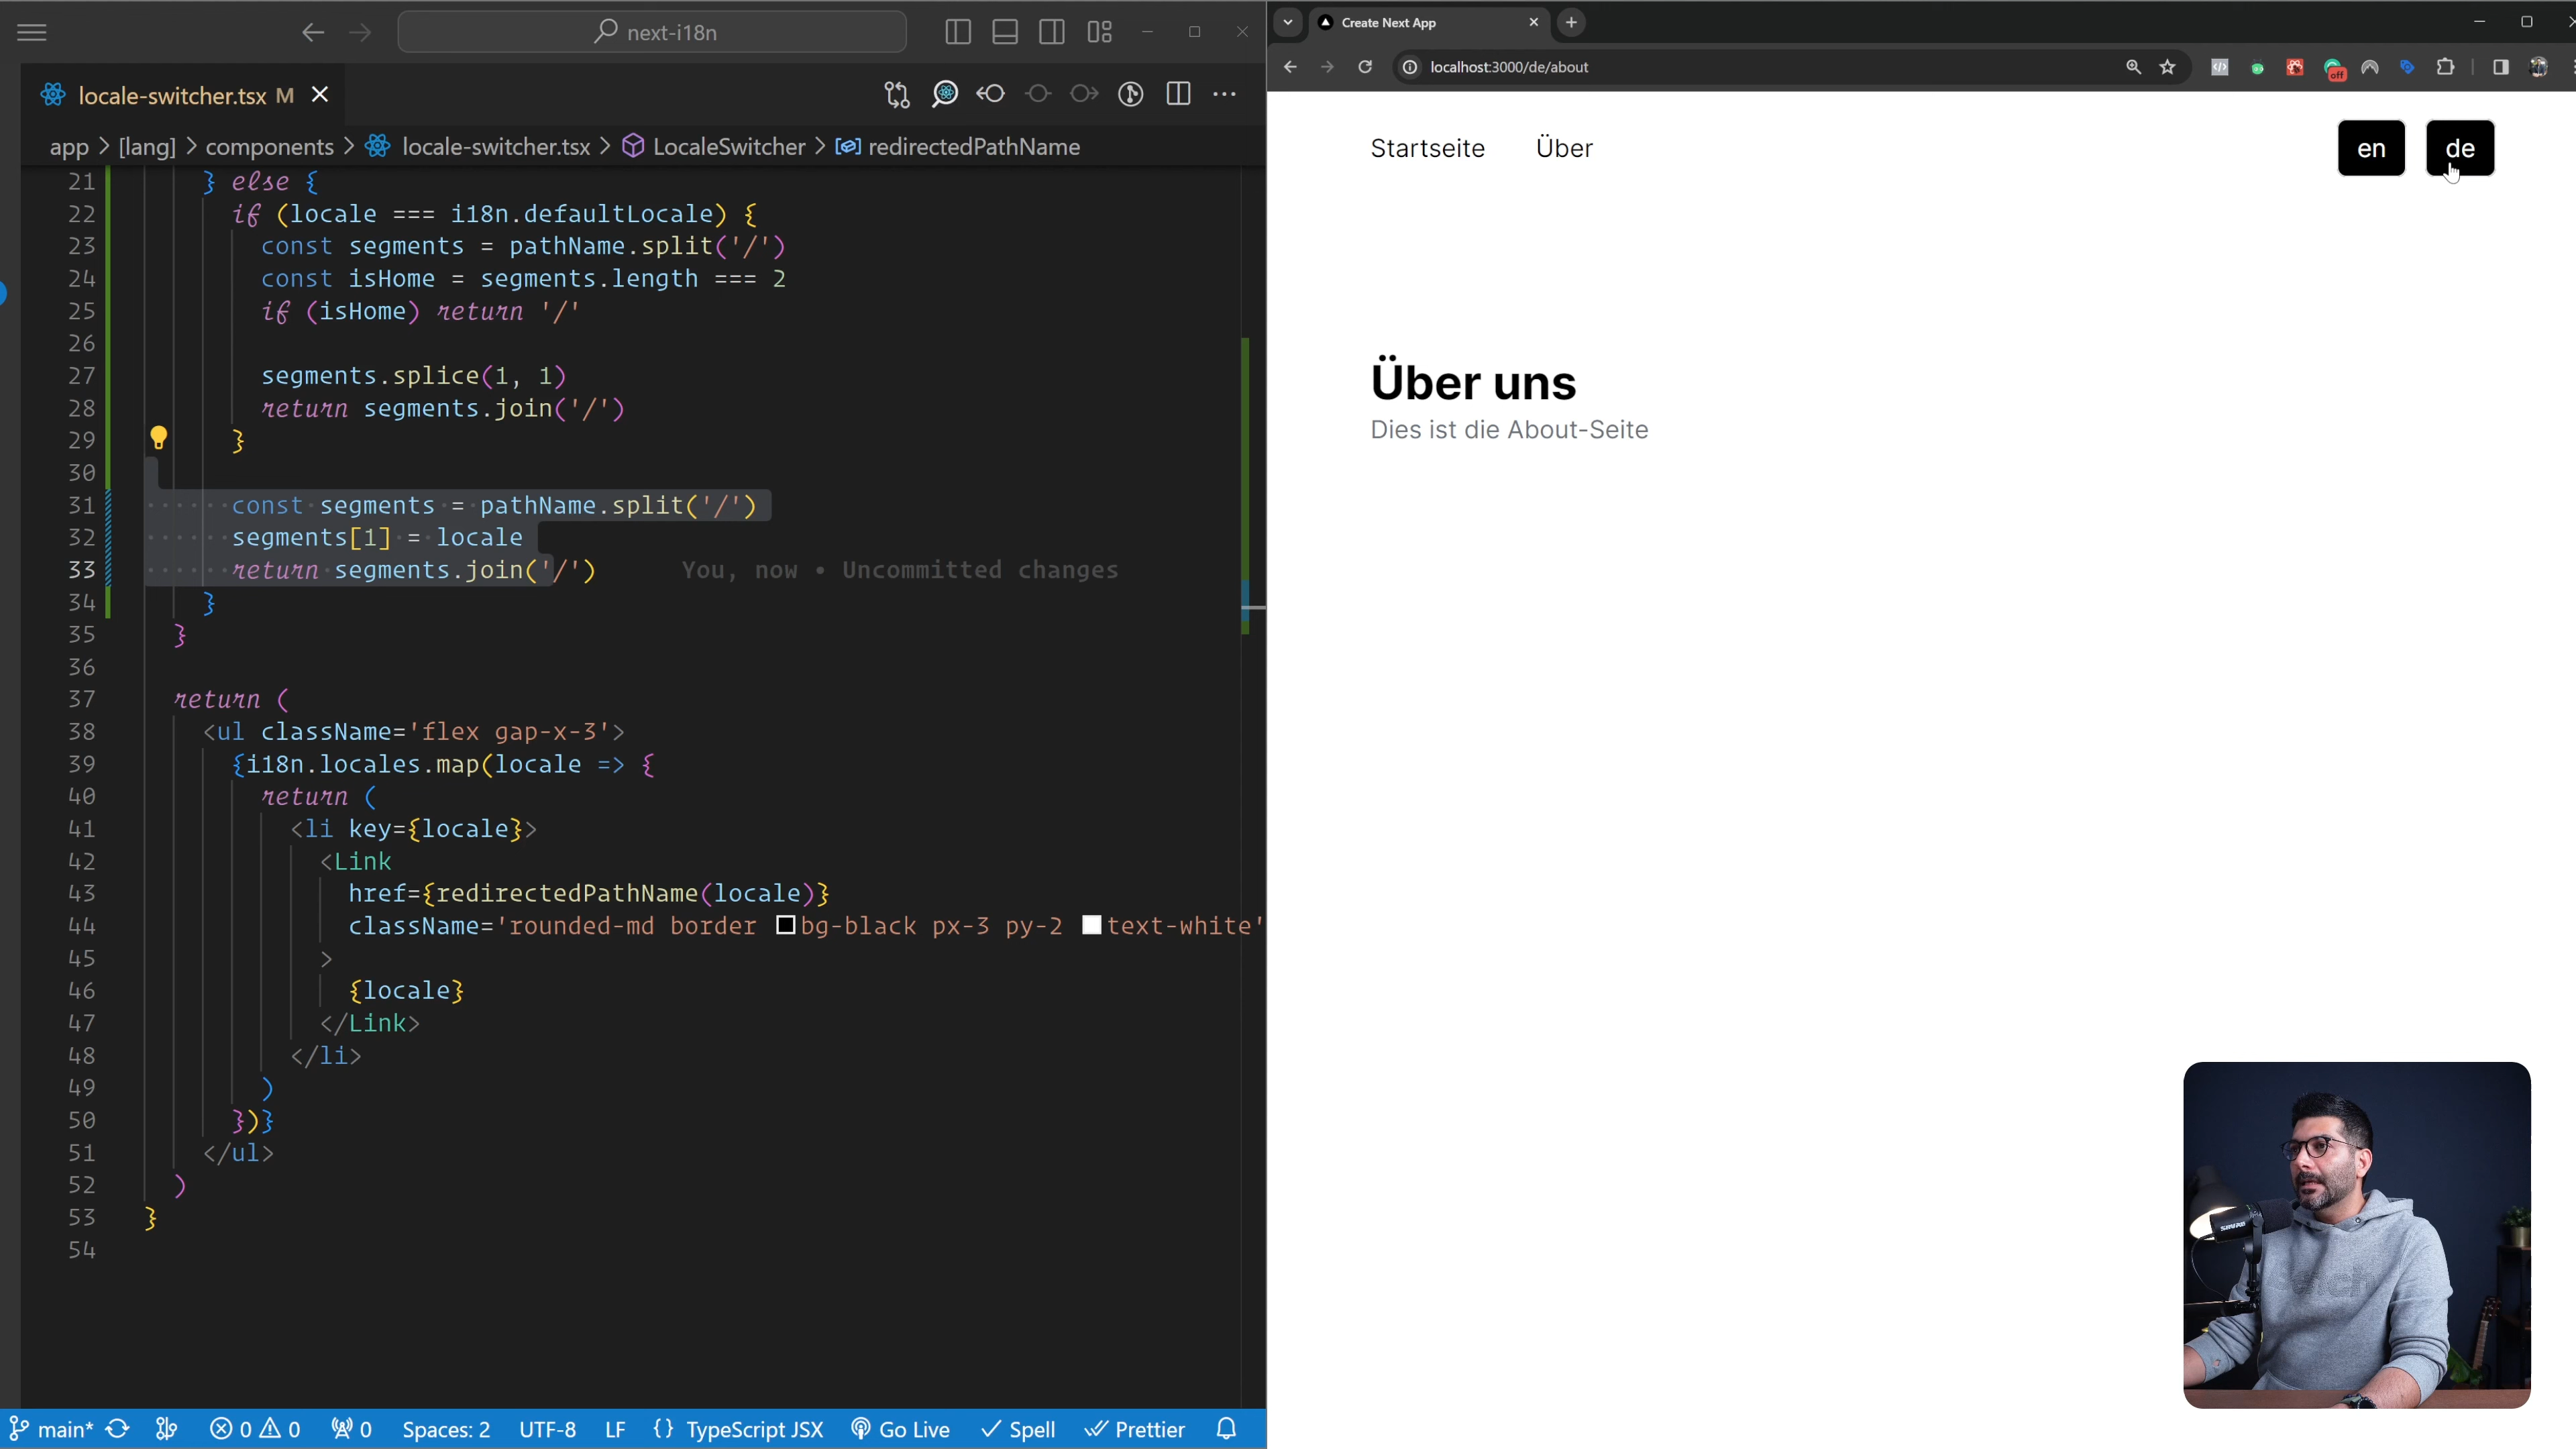 next-i18n
locale-switcher.tsx M
app > [lang] > components > locale-switcher.tsx > LocaleSwitcher > redirectedPathName
21 } else {
22 if (locale === i18n.defaultLocale) {
23 const segments = pathName.split('/')
24 const isHome = segments.length === 2
25 if (isHome) return '/'
26
27 segments.splice(1, 1)
28 return segments.join('/')
29 }
30
31 const segments = pathName.split('/')
32 segments[1] = locale
33 return segments.join('/') You, now • Uncommitted changes
34 }
35 }
36
37 return (
38 <ul className='flex gap-x-3'>
39 {i18n.locales.map(locale => {
40 return (
41 <li key={locale}>
42 <Link
43 href={redirectedPathName(locale)}
44 className='rounded-md border bg-black px-3 py-2 text-white'
45 >
46 {locale}
47 </Link>
48 </li>
49 )
50 })}
51 </ul>
52 )
53 }
54
main* 0 0 0 Spaces: 2 UTF-8 LF {} TypeScript JSX Go Live Spell Prettier
Create Next App
localhost:3000/de/about
off
Startseite Über en de
Über uns
Dies ist die About-Seite